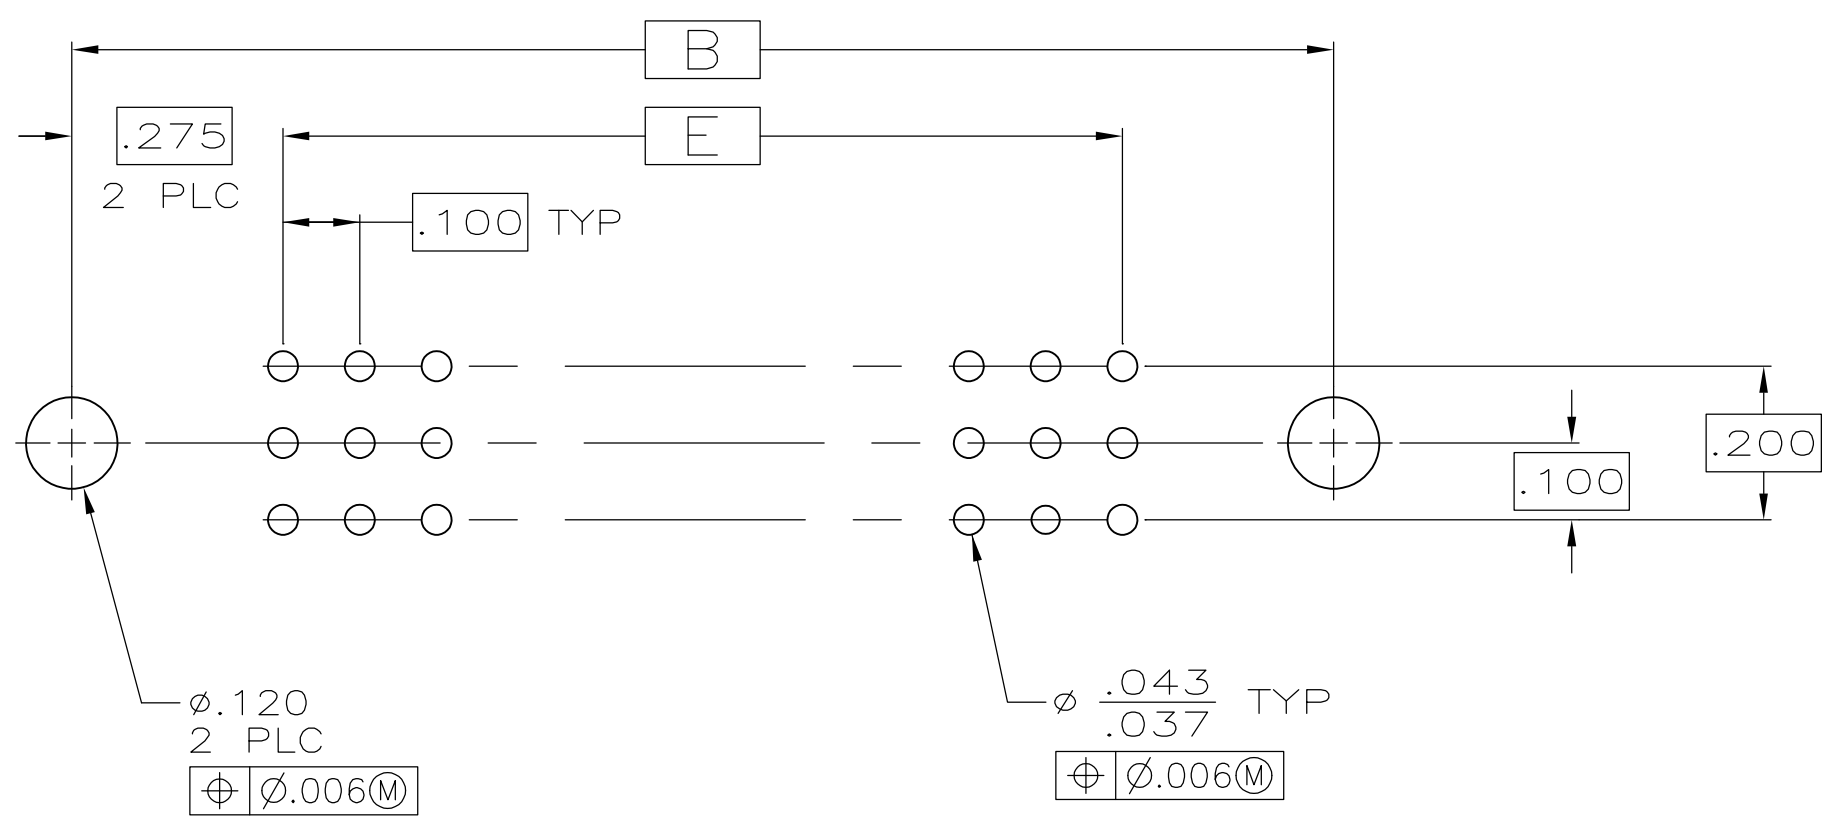 B
.275
2 PLC
E
.100 TYP
.200
.100
⌀.120
2 PLC
⌖ ⌀.006Ⓜ
⌀ .043
.037 TYP
⌖ ⌀.006Ⓜ